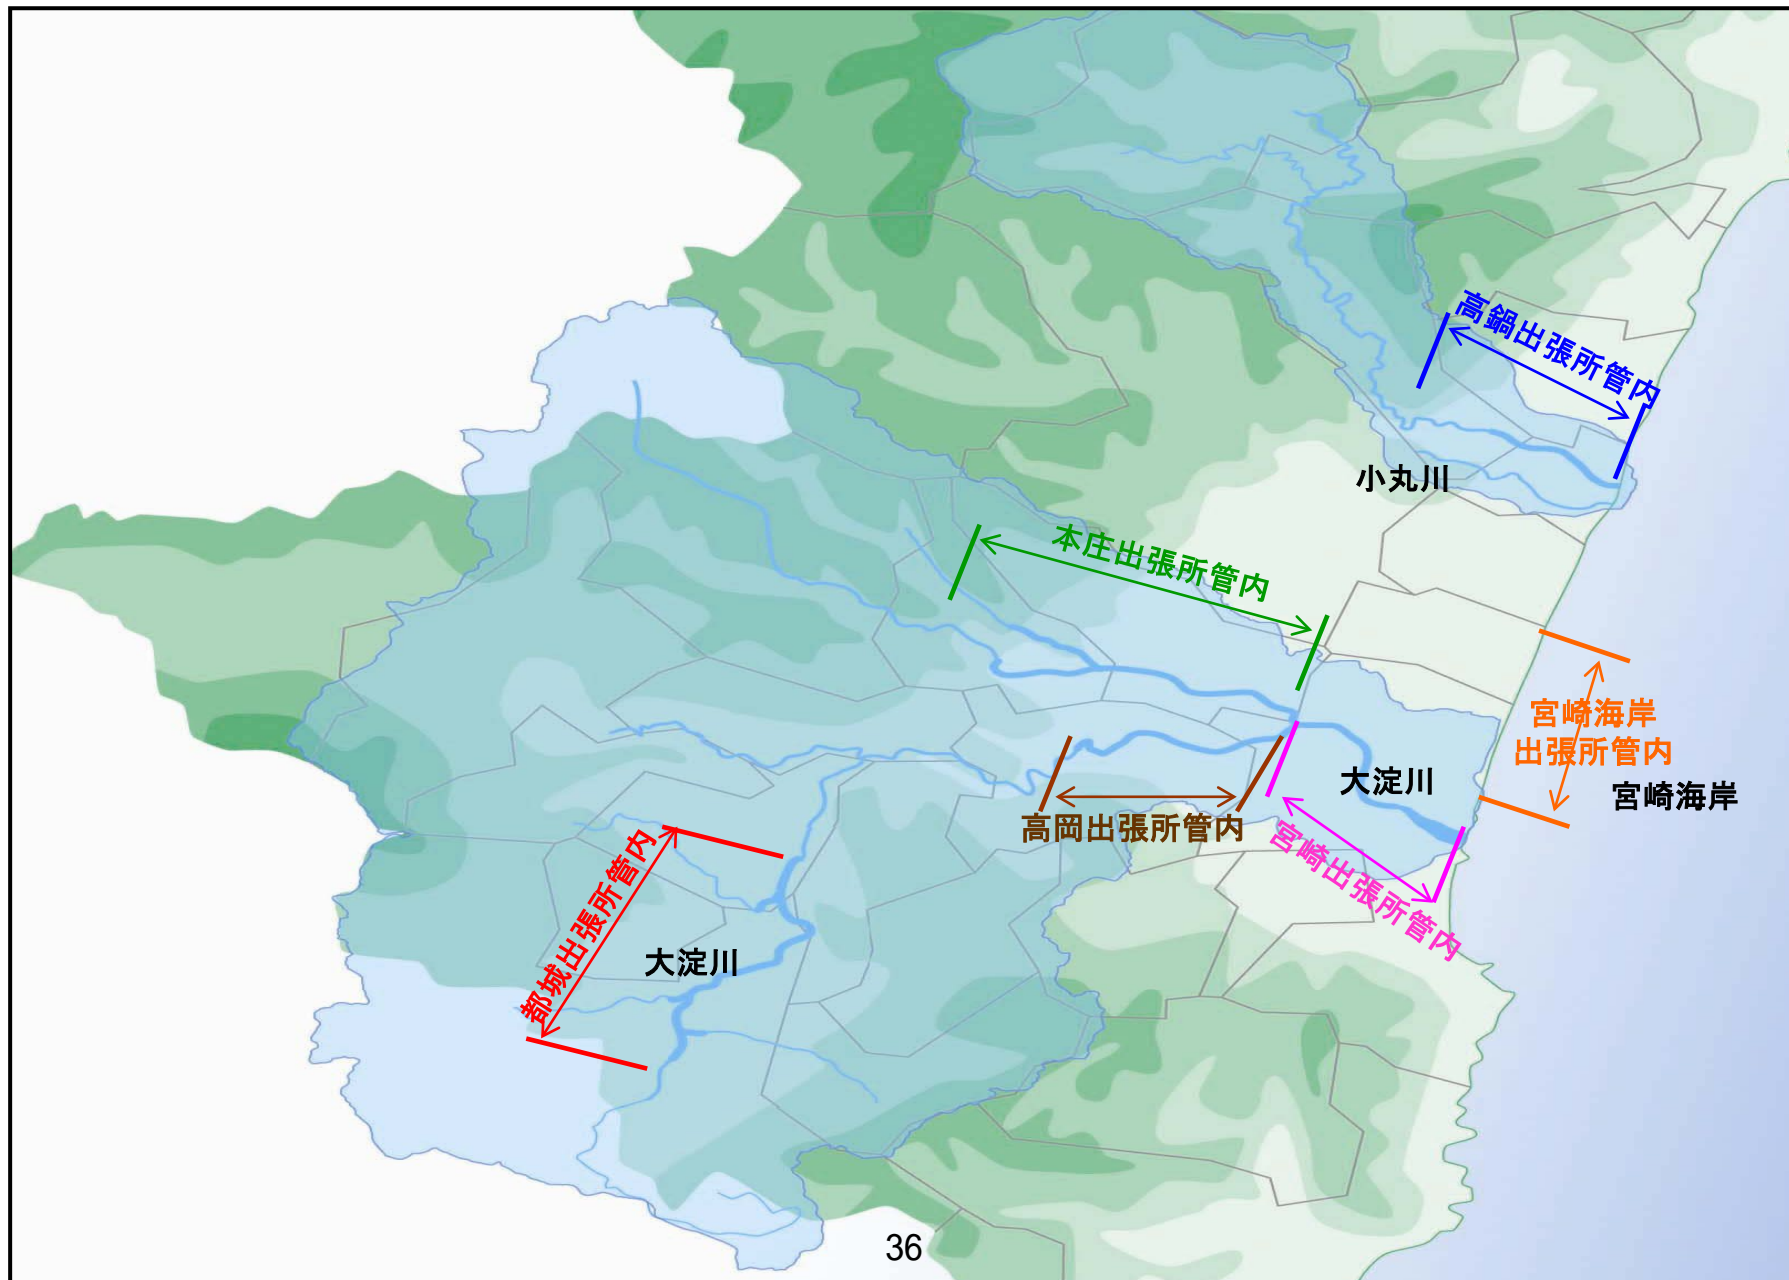 高鍋出張所管内
小丸川
本庄出張所管内
宮崎海岸
出張所管内
宮崎海岸
大淀川
高岡出張所管内
宮崎出張所管内
都城出張所管内
大淀川
36